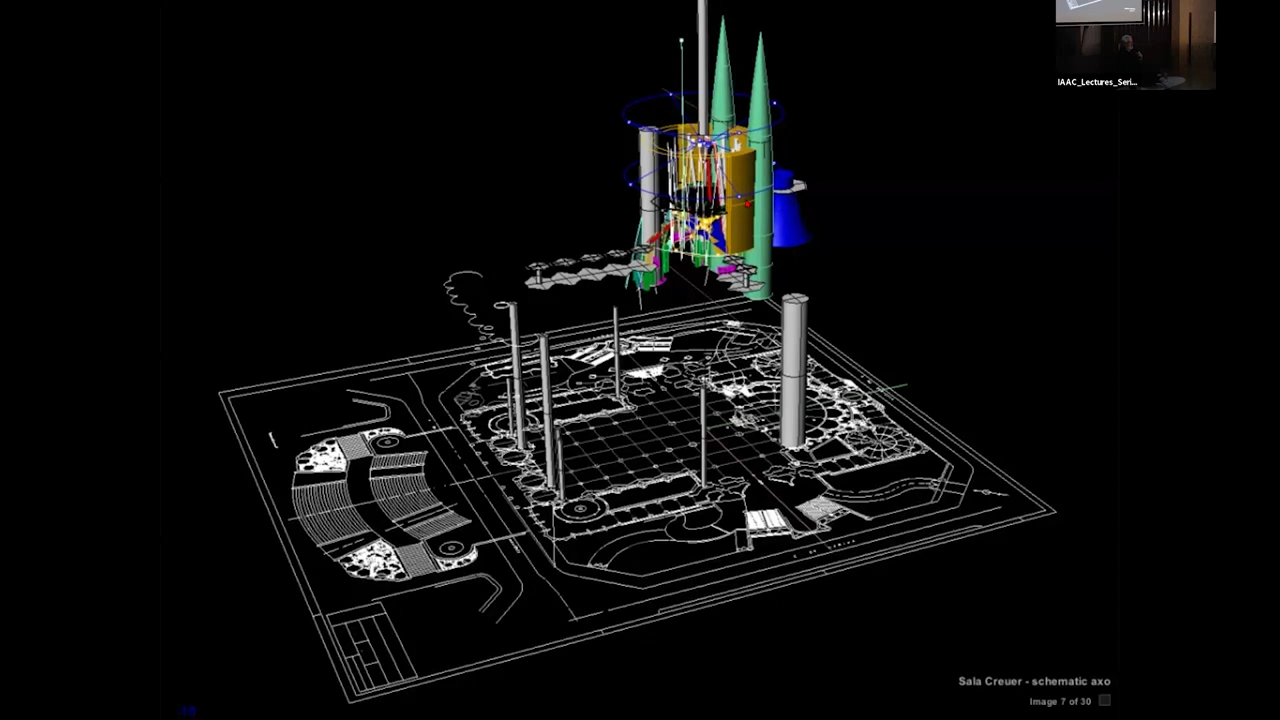 IAAC_Lectures_Seri...
Sala Creuer - schematic axo
Image 7 of 30